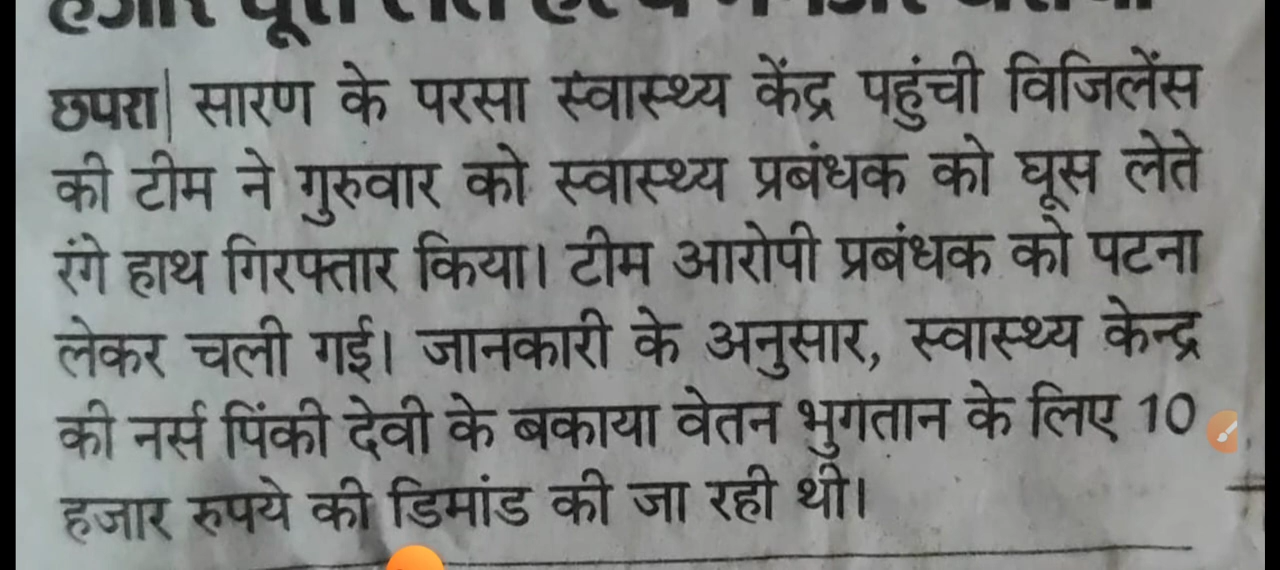 छपरा| सारण के परसा स्वास्थ्य केंद्र पहुंची विजिलेंस
की टीम ने गुरुवार को स्वास्थ्य प्रबंधक को घूस लेते
रंगे हाथ गिरफ्तार किया। टीम आरोपी प्रबंधक को पटना
लेकर चली गई। जानकारी के अनुसार, स्वास्थ्य केन्द्र
की नर्स पिंकी देवी के बकाया वेतन भुगतान के लिए 10
हजार रुपये की डिमांड की जा रही थी।